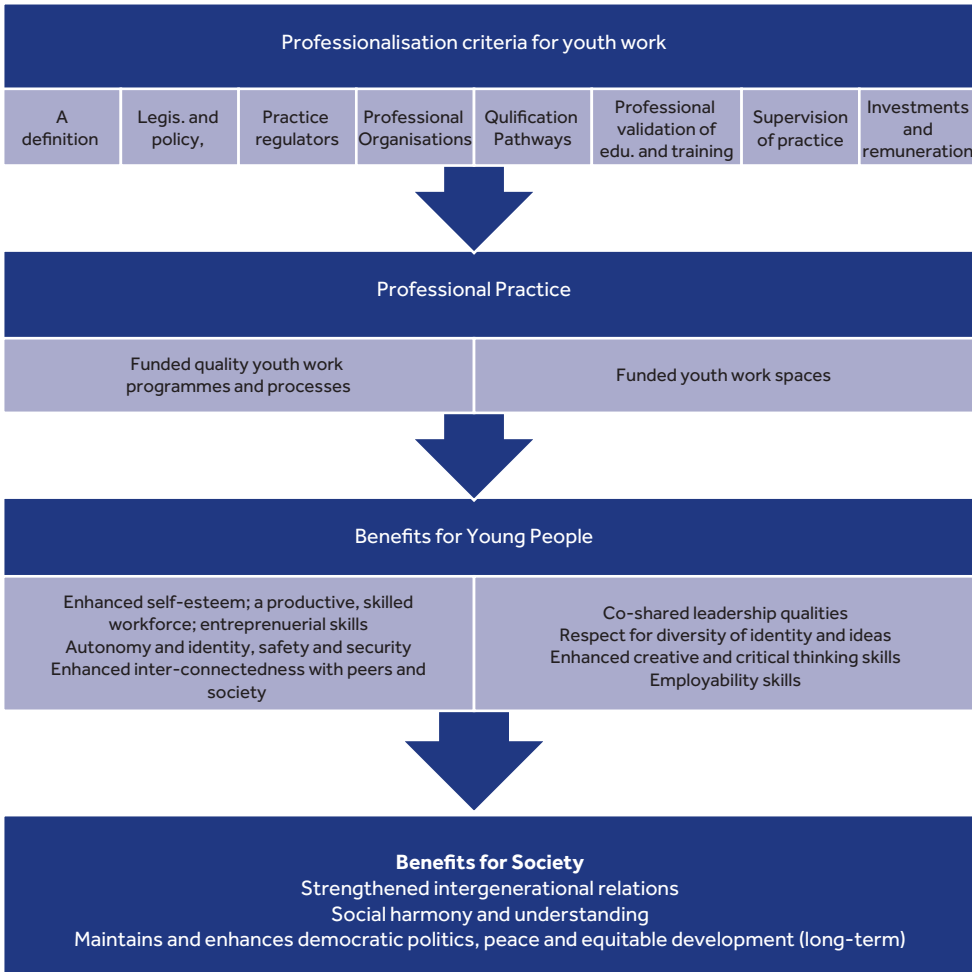 Professionalisation criteria for youth work
A
definition
Legis. and
policy,
Practice
regulators
Professional
Organisations
Qulification
Pathways
Professional
validation of
edu. and training
Supervision
of practice
Investments
and
remuneration
Professional Practice
Funded quality youth work
programmes and processes
Funded youth work spaces
Benefits for Young People
Enhanced self-esteem; a productive, skilled
workforce; entreprenuerial skills
Autonomy and identity, safety and security
Enhanced inter-connectedness with peers and
society
Co-shared leadership qualities
Respect for diversity of identity and ideas
Enhanced creative and critical thinking skills
Employability skills
Benefits for Society
Strengthened intergenerational relations
Social harmony and understanding
Maintains and enhances democratic politics, peace and equitable development (long-term)